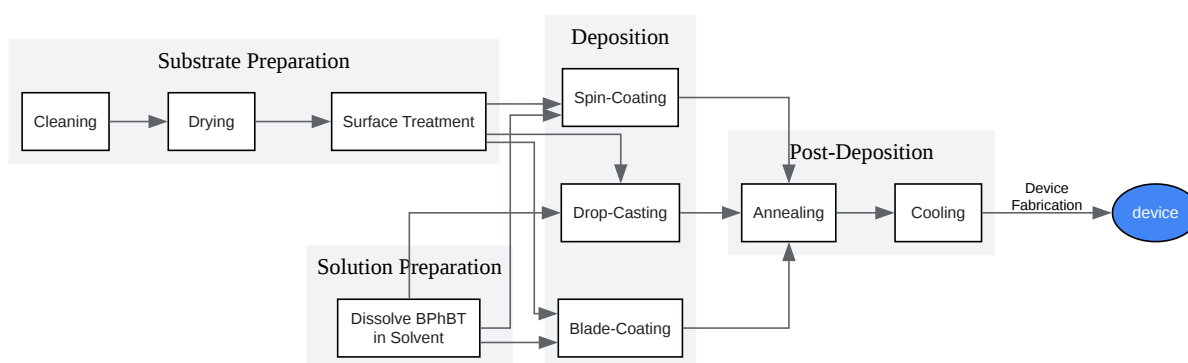 Substrate Preparation
Cleaning
Drying
Surface Treatment
Solution Preparation
Dissolve BPhBT
in Solvent
Deposition
Spin-Coating
Drop-Casting
Blade-Coating
Post-Deposition
Annealing
Cooling
Device
Fabrication
device